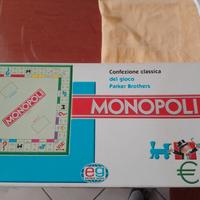 Confezione classica
del gioco
Parker Brothers
MONOPOLI
MONOPOLI
eg
€